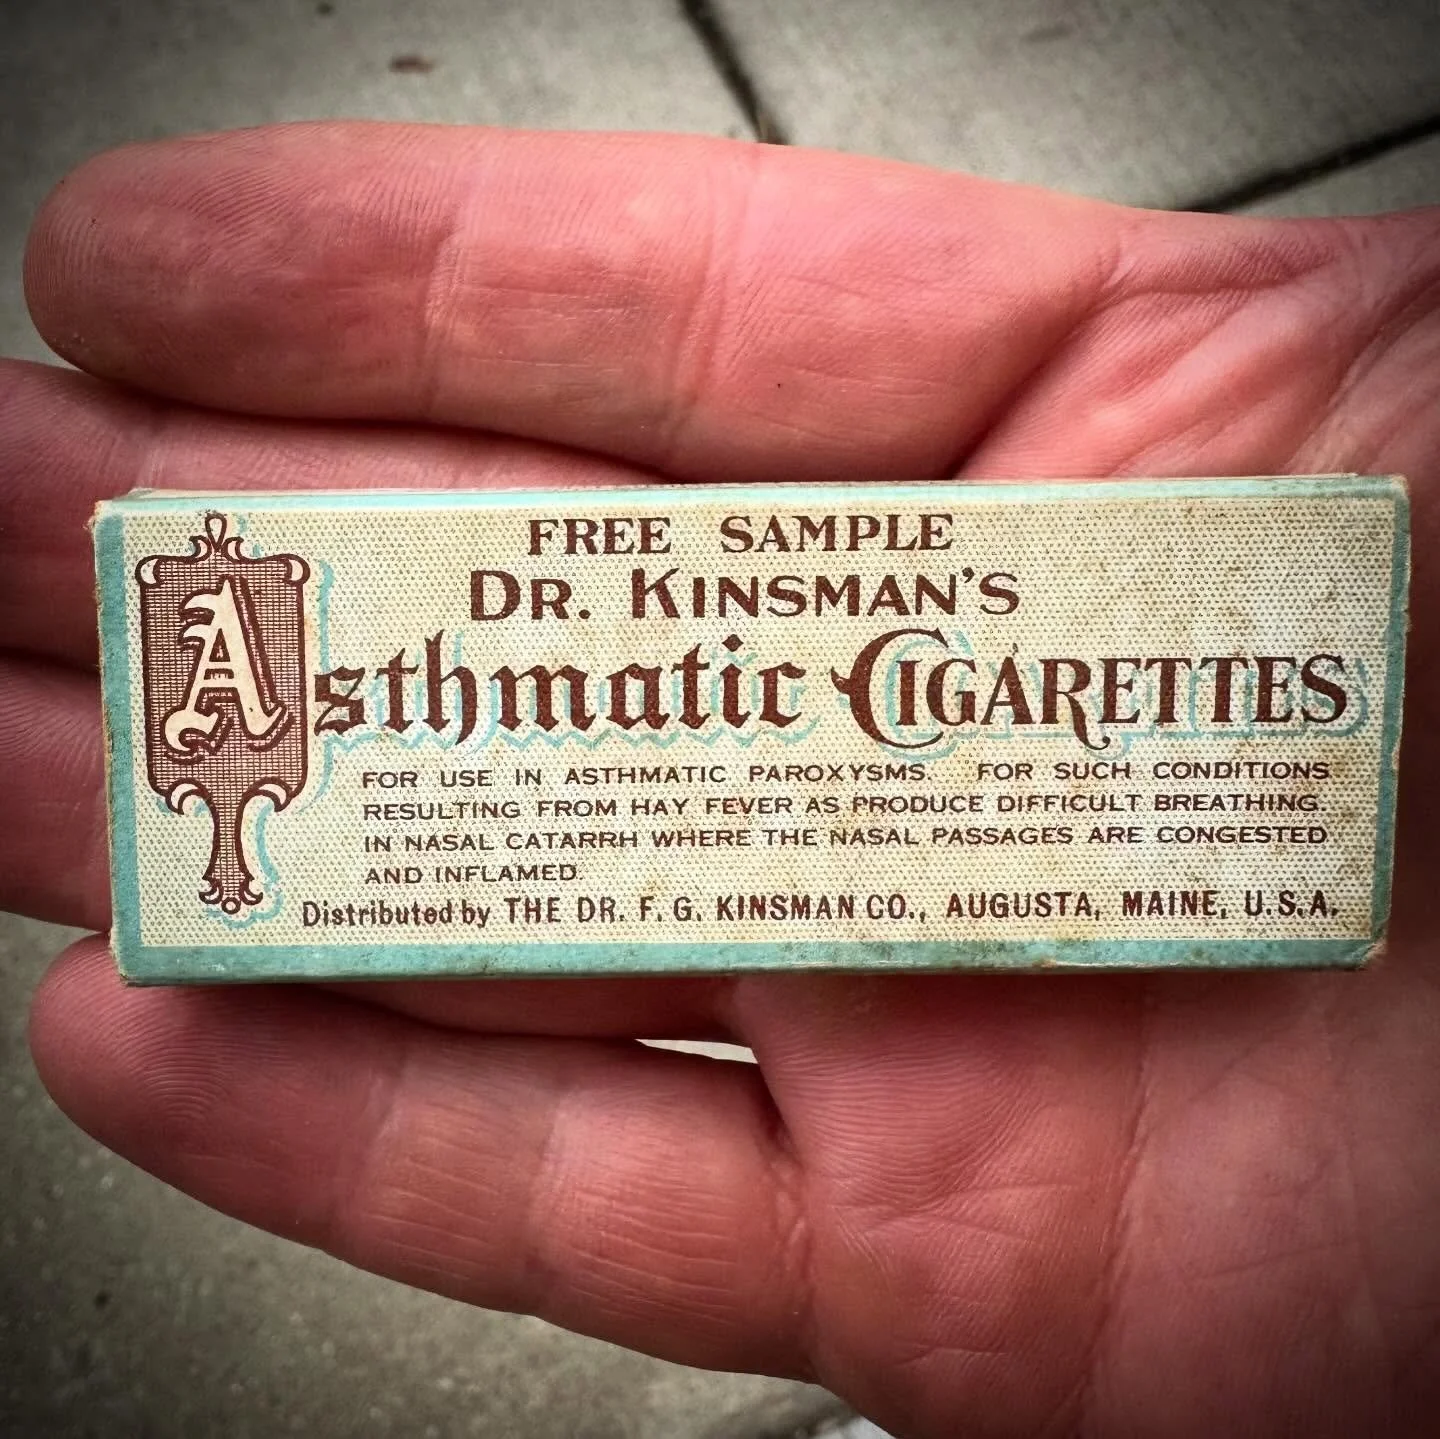 FREE SAMPLE
DR. KINSMAN'S
Asthmatic CIGARETTES
FOR USE IN ASTHMATIC PAROXYSMS. FOR SUCH CONDITIONS
RESULTING FROM HAY FEVER AS PRODUCE DIFFICULT BREATHING.
IN NASAL CATARRH WHERE THE NASAL PASSAGES ARE CONGESTED
AND INFLAMED.
Distributed by THE DR. F. G. KINSMAN CO., AUGUSTA, MAINE, U.S.A.